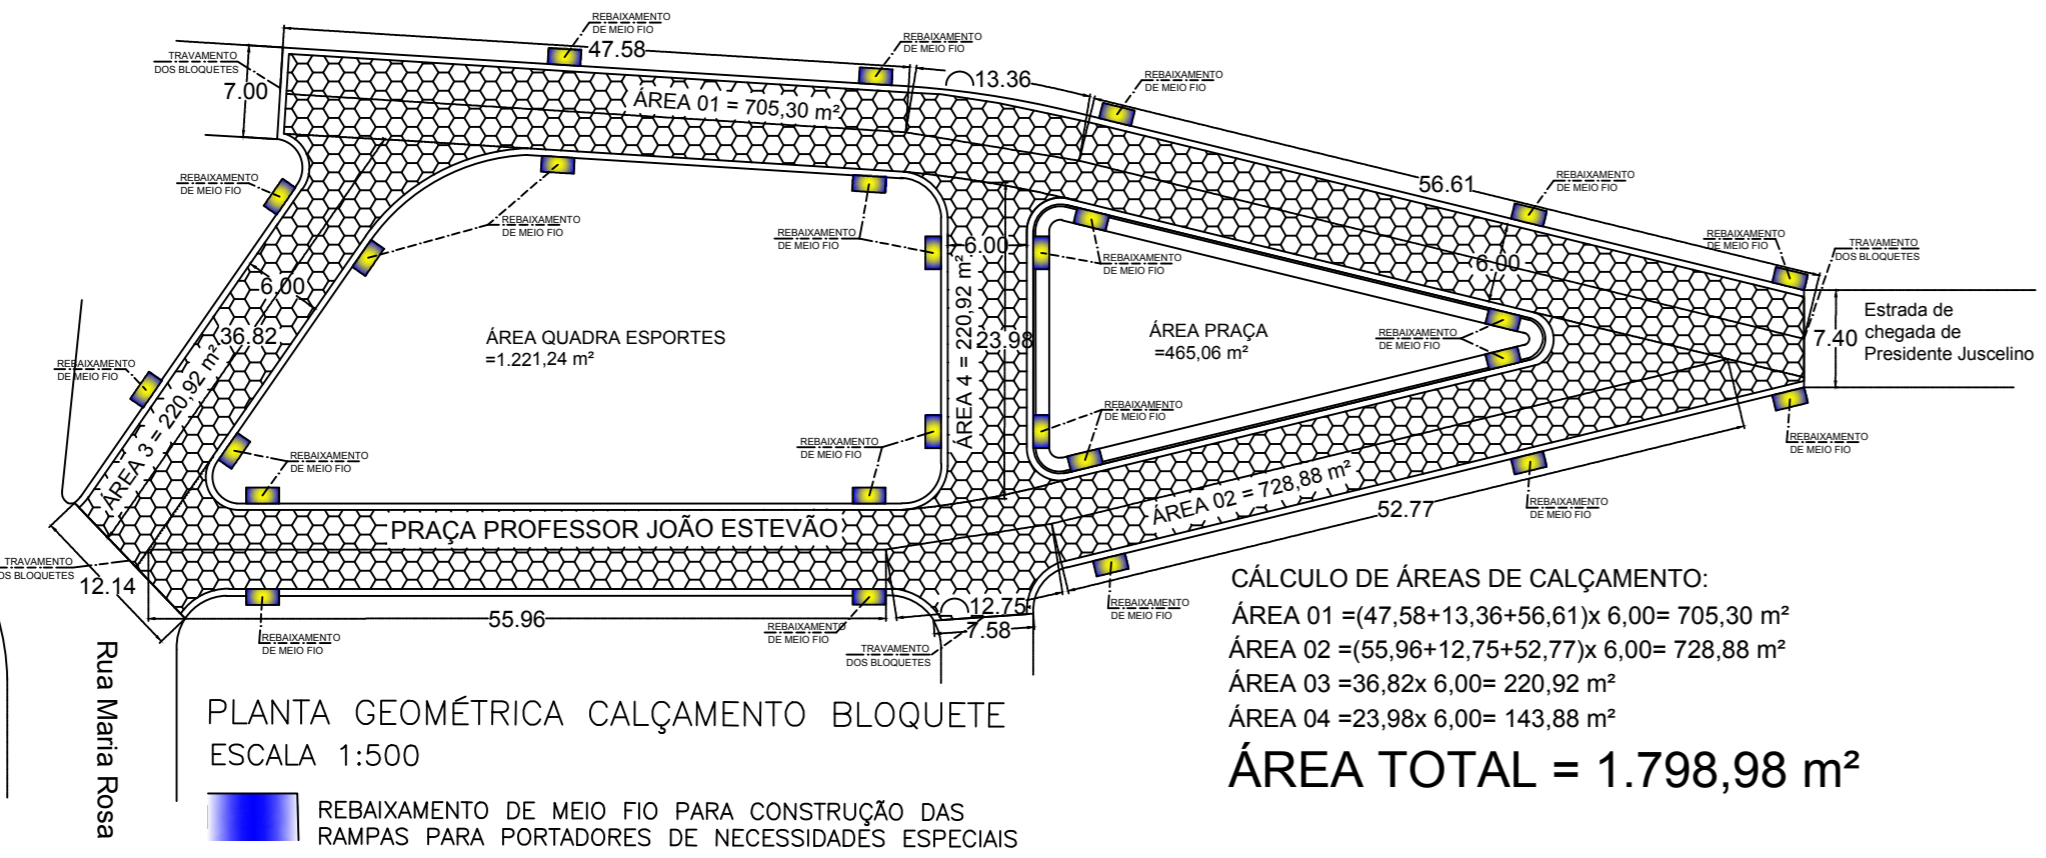 REBAIXAMENTO
DE MEIO FIO
47.58
REBAIXAMENTO
DE MEIO FIO
TRAVAMENTO
DOS BLOQUETES
7.00
13.36
REBAIXAMENTO
DE MEIO FIO
ÁREA 01 = 705,30 m²
REBAIXAMENTO
DE MEIO FIO
56.61
REBAIXAMENTO
DE MEIO FIO
REBAIXAMENTO
DE MEIO FIO
REBAIXAMENTO
DE MEIO FIO
6.00
REBAIXAMENTO
DE MEIO FIO
6.00
REBAIXAMENTO
DE MEIO FIO
TRAVAMENTO
DOS BLOQUETES
6.00
36.82
ÁREA QUADRA ESPORTES
=1.221,24 m²
ÁREA 4 = 220,92 m²
23.98
ÁREA PRAÇA
=465,06 m²
REBAIXAMENTO
DE MEIO FIO
7.40
Estrada de
chegada de
Presidente Juscelino
REBAIXAMENTO
DE MEIO FIO
ÁREA 3 = 220,92 m²
REBAIXAMENTO
DE MEIO FIO
REBAIXAMENTO
DE MEIO FIO
REBAIXAMENTO
DE MEIO FIO
REBAIXAMENTO
DE MEIO FIO
PRAÇA PROFESSOR JOÃO ESTEVÃO
ÁREA 02 = 728,88 m²
52.77
REBAIXAMENTO
DE MEIO FIO
TRAVAMENTO
OS BLOQUETES
12.14
55.96
12.75
7.58
REBAIXAMENTO
DE MEIO FIO
REBAIXAMENTO
DE MEIO FIO
REBAIXAMENTO
DE MEIO FIO
TRAVAMENTO
DOS BLOQUETES
Rua Maria Rosa
CÁLCULO DE ÁREAS DE CALÇAMENTO:
ÁREA 01 =(47,58+13,36+56,61)x 6,00= 705,30 m²
ÁREA 02 =(55,96+12,75+52,77)x 6,00= 728,88 m²
ÁREA 03 =36,82x 6,00= 220,92 m²
ÁREA 04 =23,98x 6,00= 143,88 m²
ÁREA TOTAL = 1.798,98 m²
PLANTA GEOMÉTRICA CALÇAMENTO BLOQUETE
ESCALA 1:500
REBAIXAMENTO DE MEIO FIO PARA CONSTRUÇÃO DAS
RAMPAS PARA PORTADORES DE NECESSIDADES ESPECIAIS